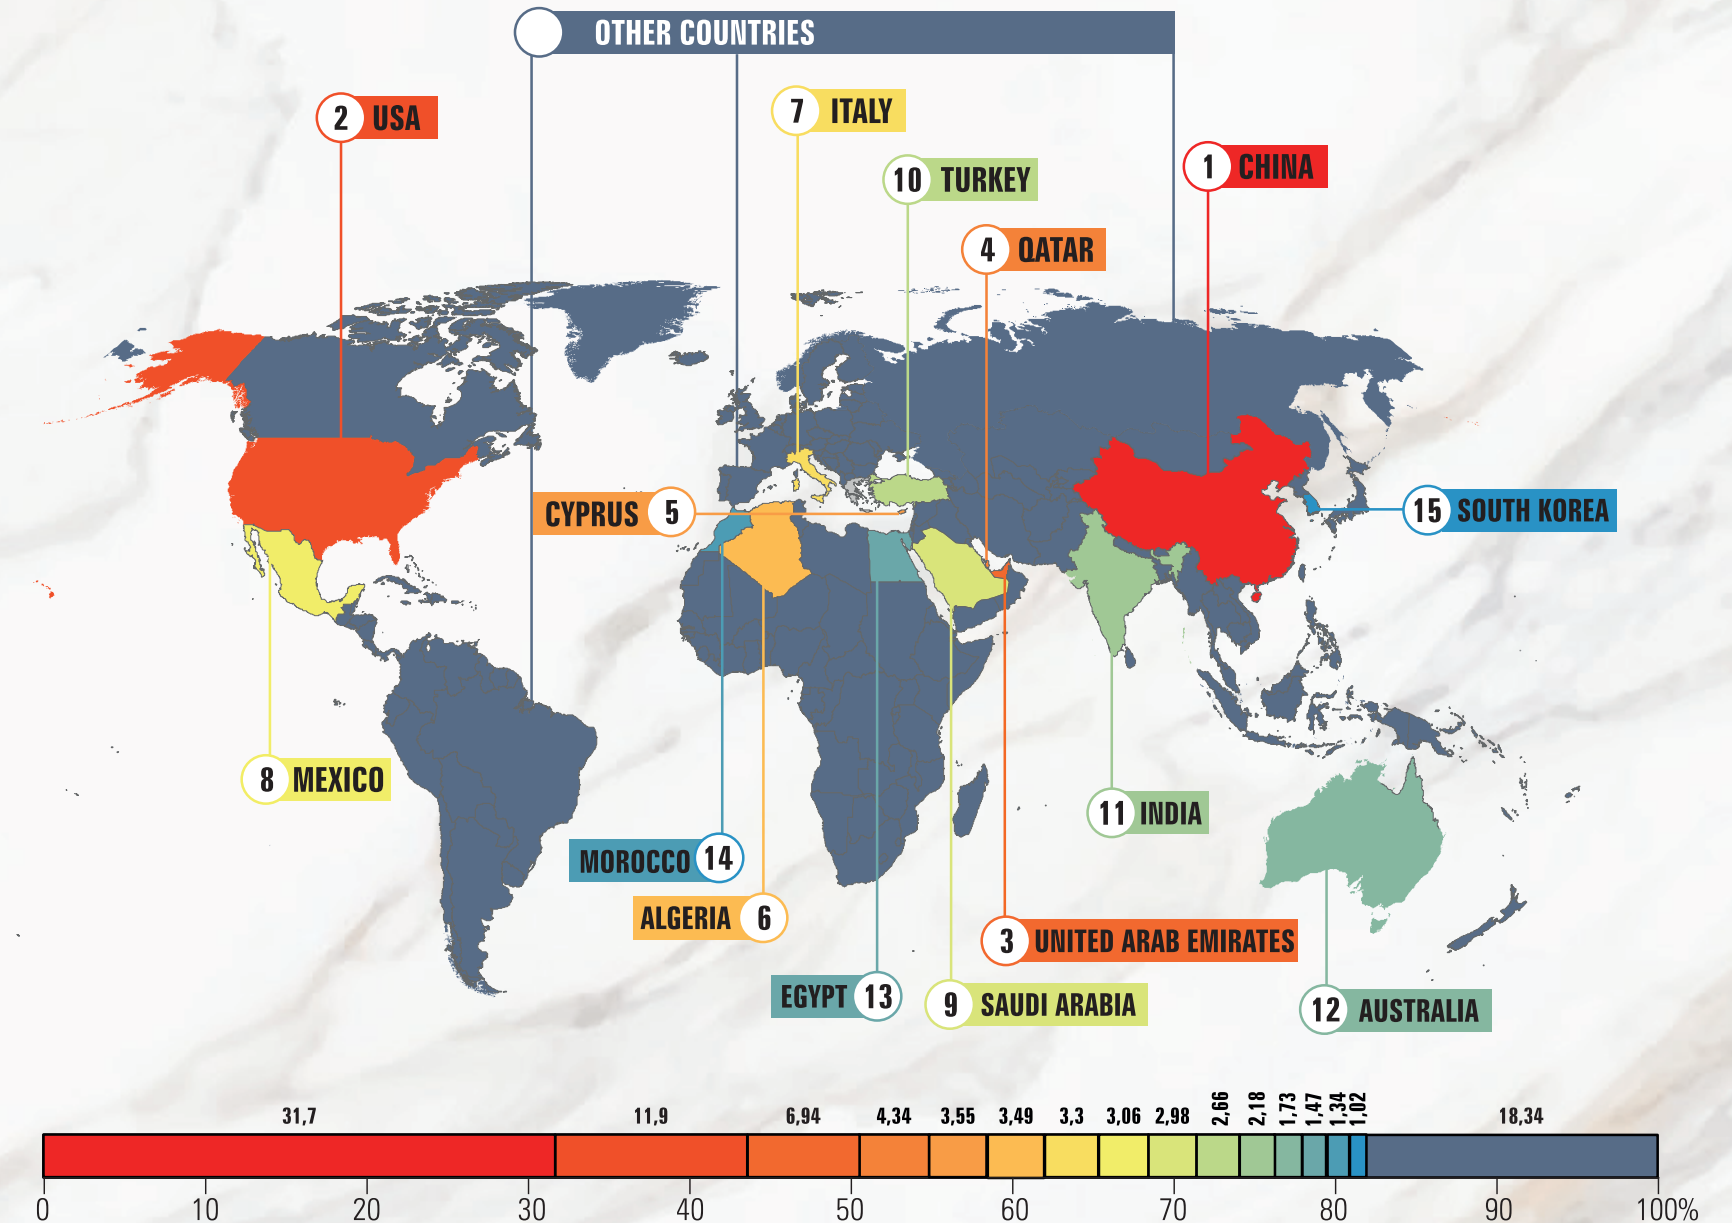 OTHER COUNTRIES
2 USA
7 ITALY
10 TURKEY
1 CHINA
4 QATAR
CYPRUS 5
15 SOUTH KOREA
8 MEXICO
11 INDIA
MOROCCO 14
ALGERIA 6
3 UNITED ARAB EMIRATES
EGYPT 13
9 SAUDI ARABIA
12 AUSTRALIA
31,7 11,9 6,94 4,34 3,55 3,49 3,3 3,06 2,98 2,66 2,18 1,73 1,47 1,34 1,02 18,34
0 10 20 30 40 50 60 70 80 90 100%